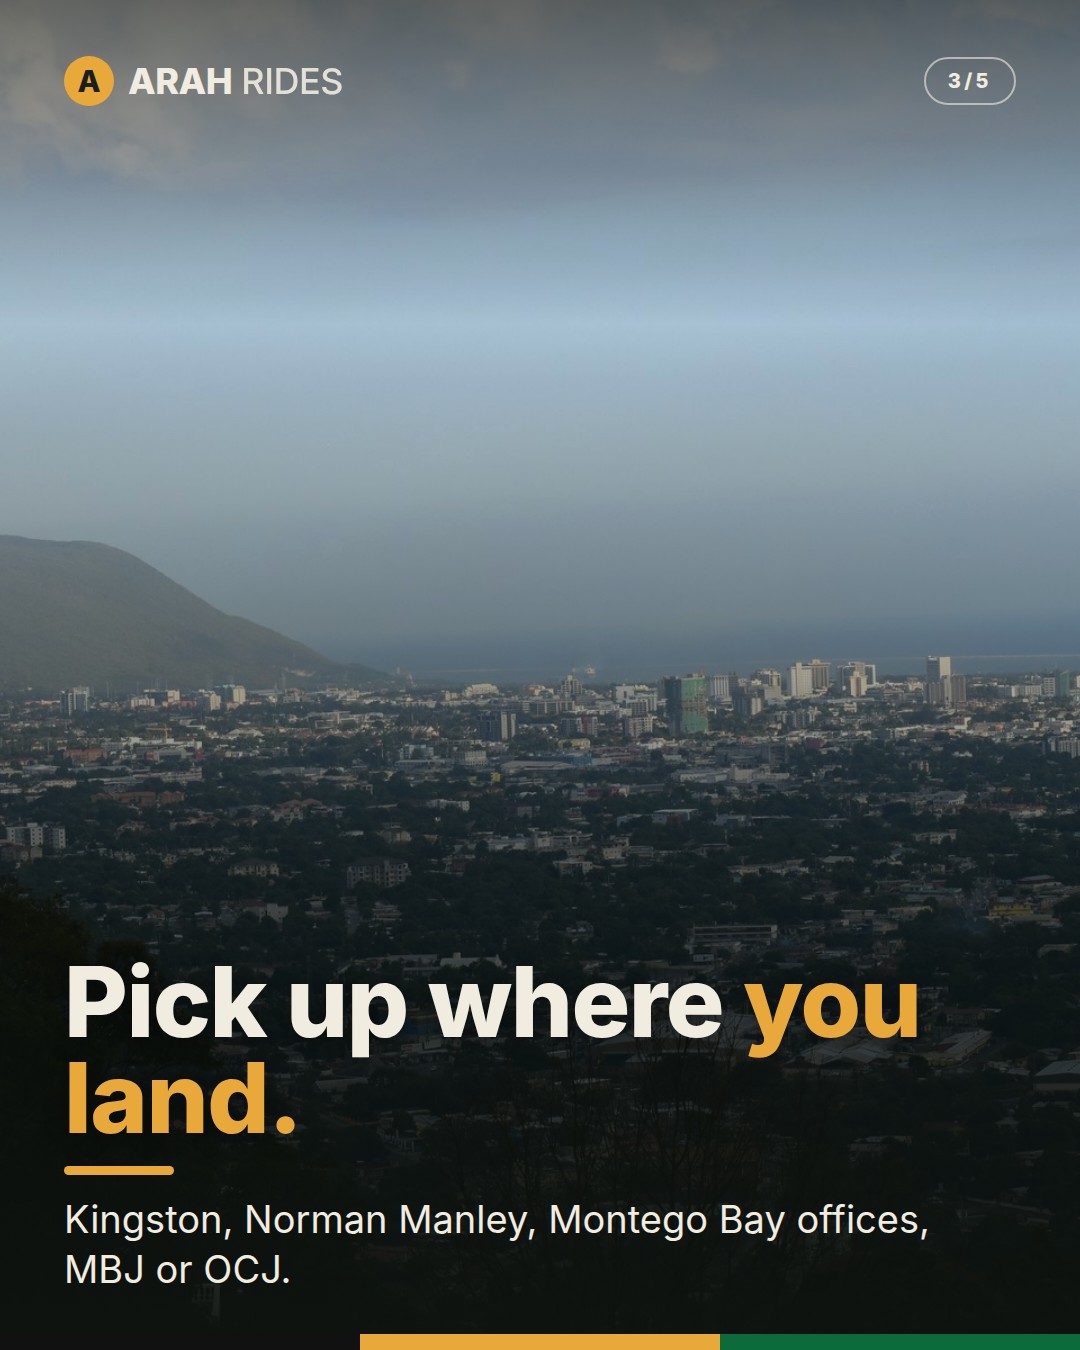 A ARAH RIDES
3/5
Pick up where you
land.
Kingston, Norman Manley, Montego Bay offices,
MBJ or OCJ.